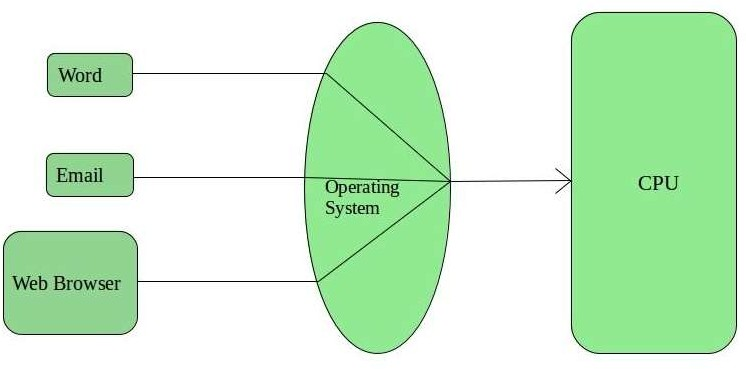 Word
Email
Operating
System
Web Browser
CPU